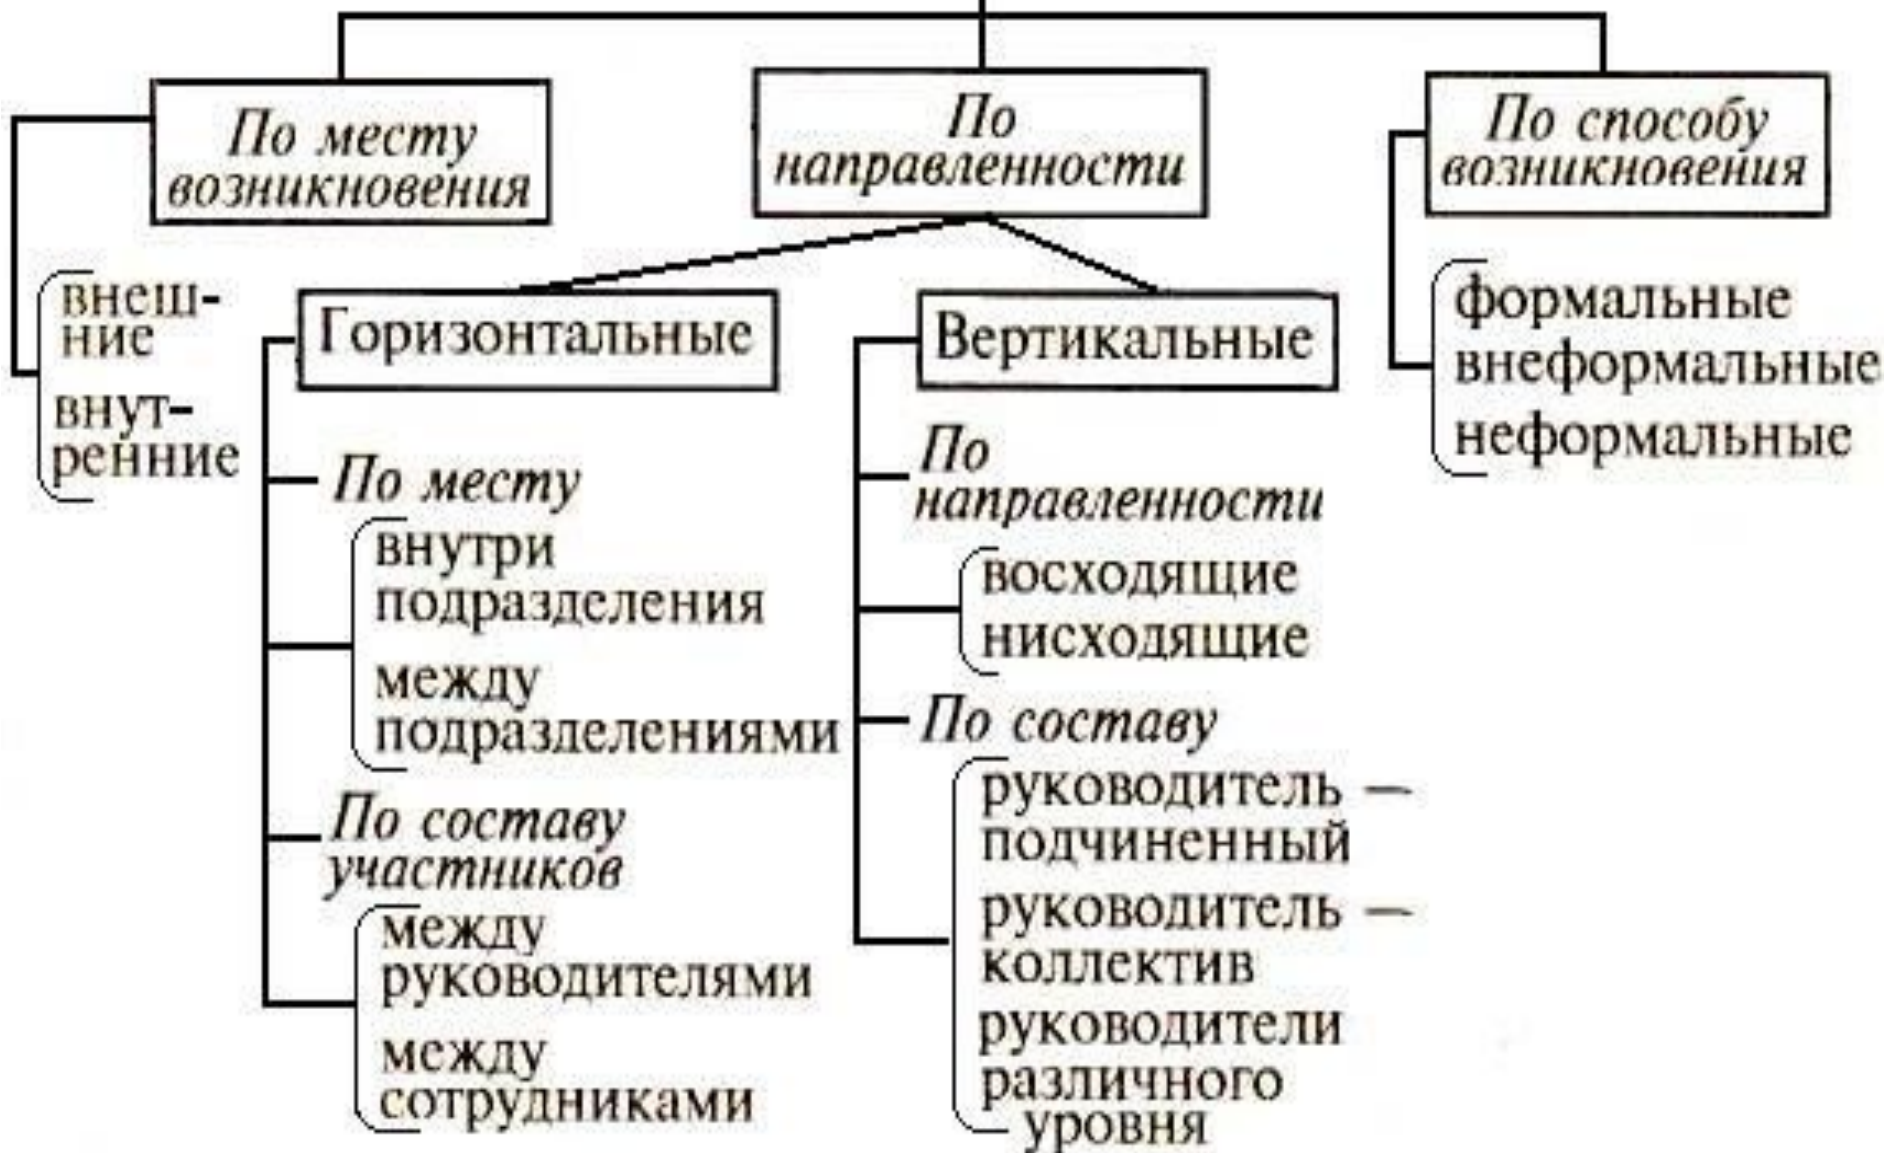 По месту
возникновения
внеш-
ние
внут-
ренние
По
направленности
Горизонтальные
По месту
внутри
подразделения
между
подразделениями
По составу
участников
между
руководителями
между
сотрудниками
Вертикальные
По
направленности
восходящие
нисходящие
По составу
руководитель —
подчиненный
руководитель —
коллектив
руководители
различного
уровня
По способу
возникновения
формальные
внеформальные
неформальные